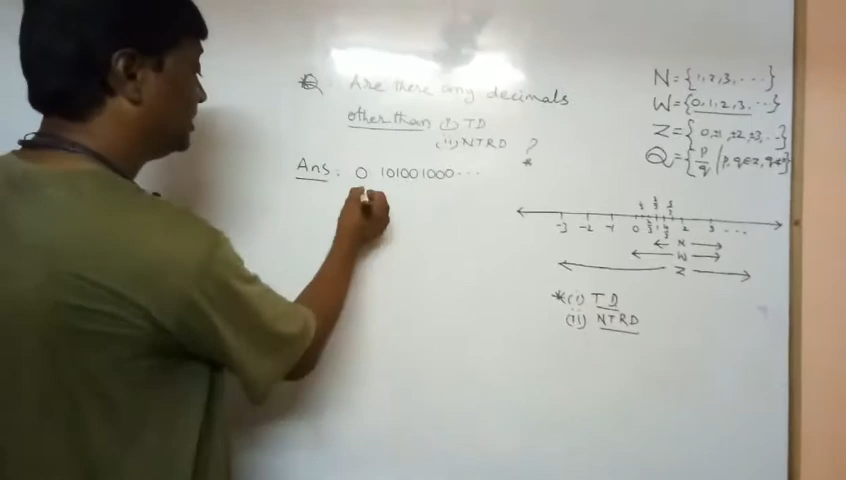 Q. Are there any decimals
other than (i) TD
(ii) NTRD ?
*
Ans: 0 101001000...
N = {1, 2, 3, ...}
W = {0, 1, 2, 3, ...}
Z = {0, ±1, ±2, ±3, ...}
Q = {p/q | p, q ∈ Z, q≠
-3 -2 -1 0 1 2 3 ...
N
W
Z
*(i) TD
(ii) NTRD